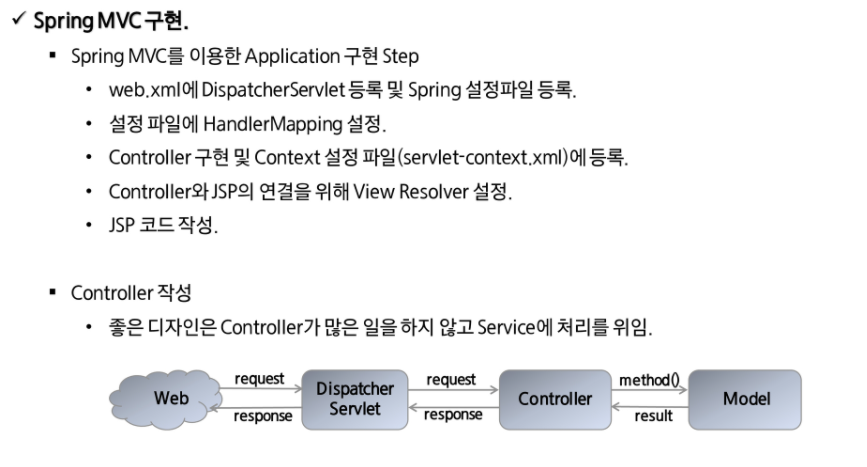 ✓ Spring MVC 구현.
▪ Spring MVC를 이용한 Application 구현 Step
• web.xml에 DispatcherServlet 등록 및 Spring 설정파일 등록.
• 설정 파일에 HandlerMapping 설정.
• Controller 구현 및 Context 설정 파일(servlet-context.xml)에 등록.
• Controller와 JSP의 연결을 위해 View Resolver 설정.
• JSP 코드 작성.
▪ Controller 작성
• 좋은 디자인은 Controller가 많은 일을 하지 않고 Service에 처리를 위임.
Web
request
response
Dispatcher
Servlet
request
response
Controller
method()
result
Model